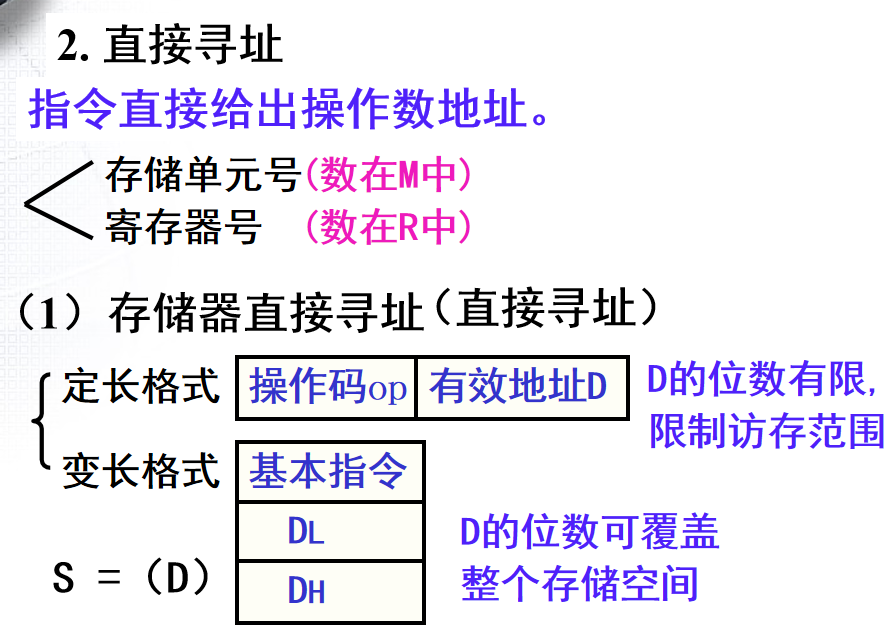 2. 直接寻址
指令直接给出操作数地址。
存储单元号(数在M中)
寄存器号 (数在R中)
（1）存储器直接寻址(直接寻址)
定长格式 操作码op 有效地址D D的位数有限,
限制访存范围
变长格式 基本指令
DL D的位数可覆盖
S =（D） DH 整个存储空间